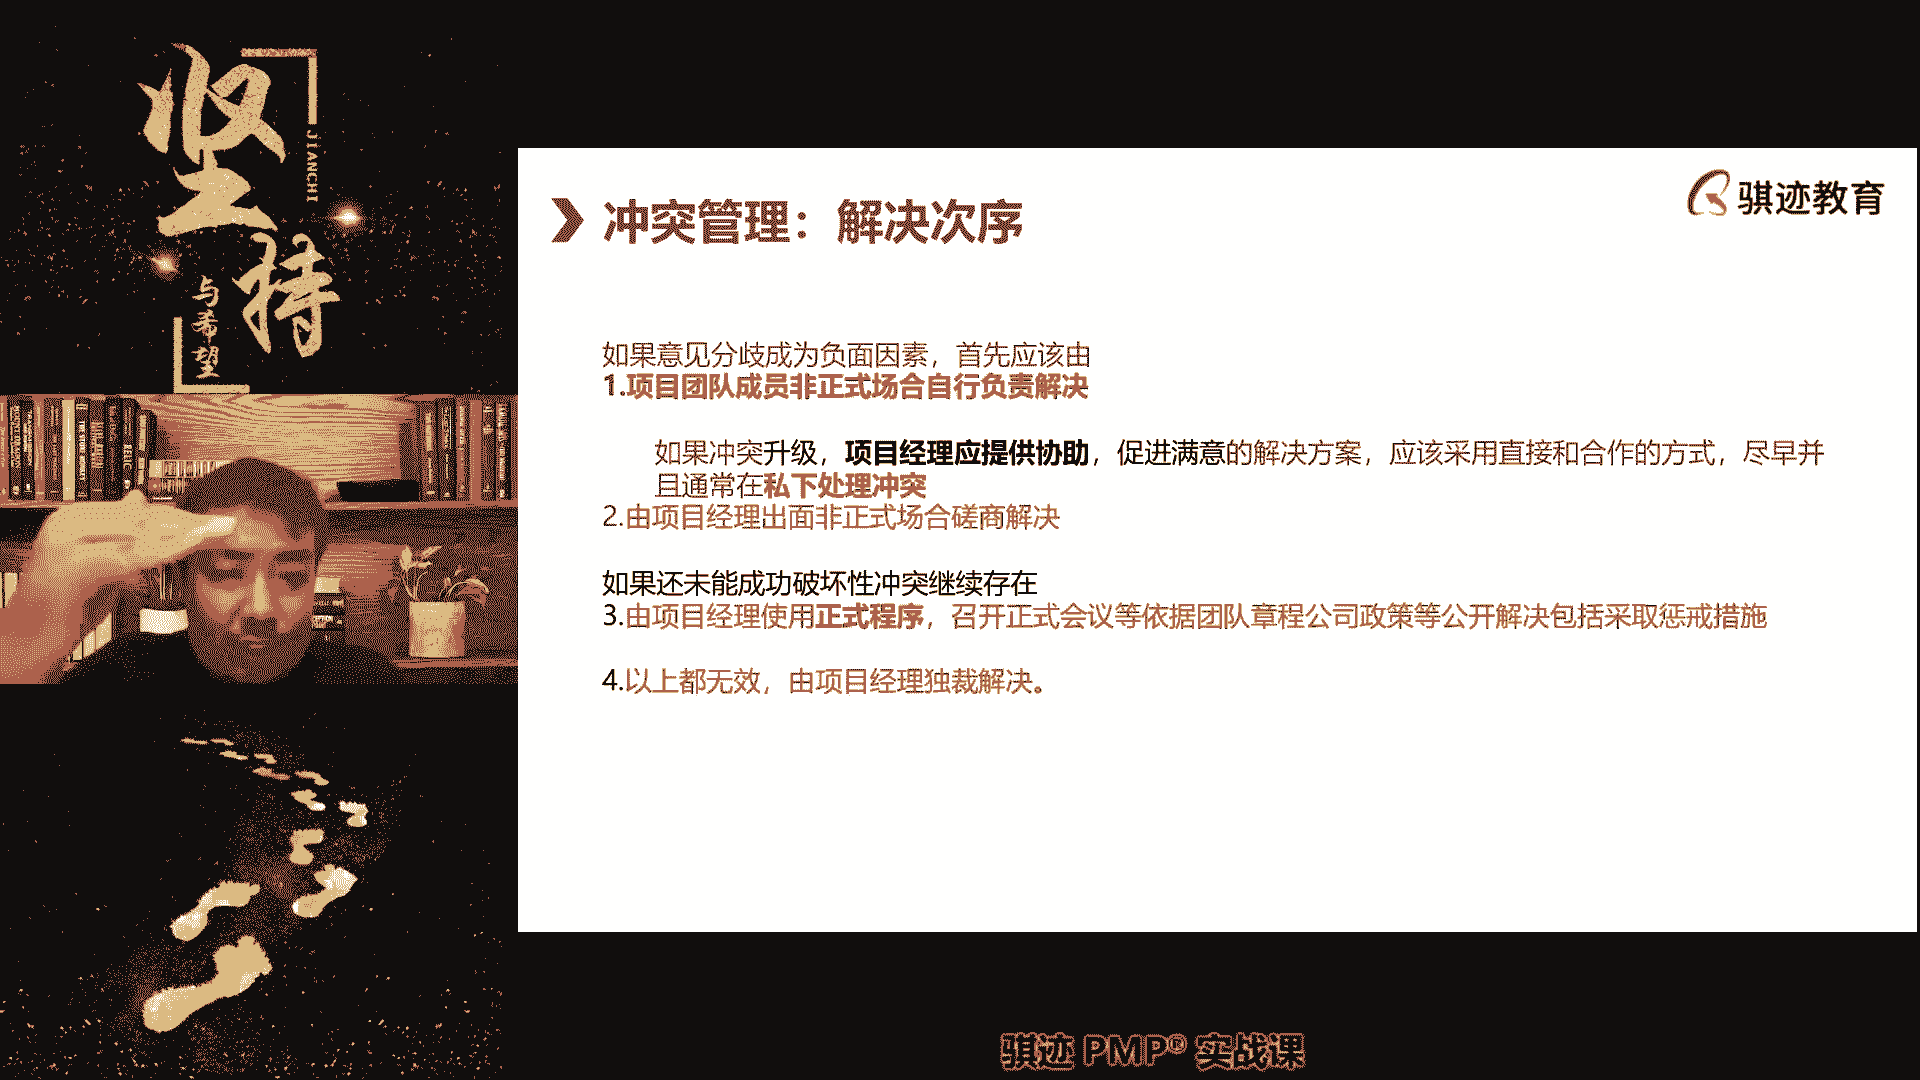 坚持
JIANCHI
与希望
骐迹教育
冲突管理：解决次序
如果意见分歧成为负面因素，首先应该由
1.项目团队成员非正式场合自行负责解决
如果冲突升级，项目经理应提供协助，促进满意的解决方案，应该采用直接和合作的方式，尽早并
且通常在私下处理冲突
2.由项目经理出面非正式场合磋商解决
如果还未能成功破坏性冲突继续存在
3.由项目经理使用正式程序，召开正式会议等依据团队章程公司政策等公开解决包括采取惩戒措施
4.以上都无效，由项目经理独裁解决。
骐迹 PMP® 实战课